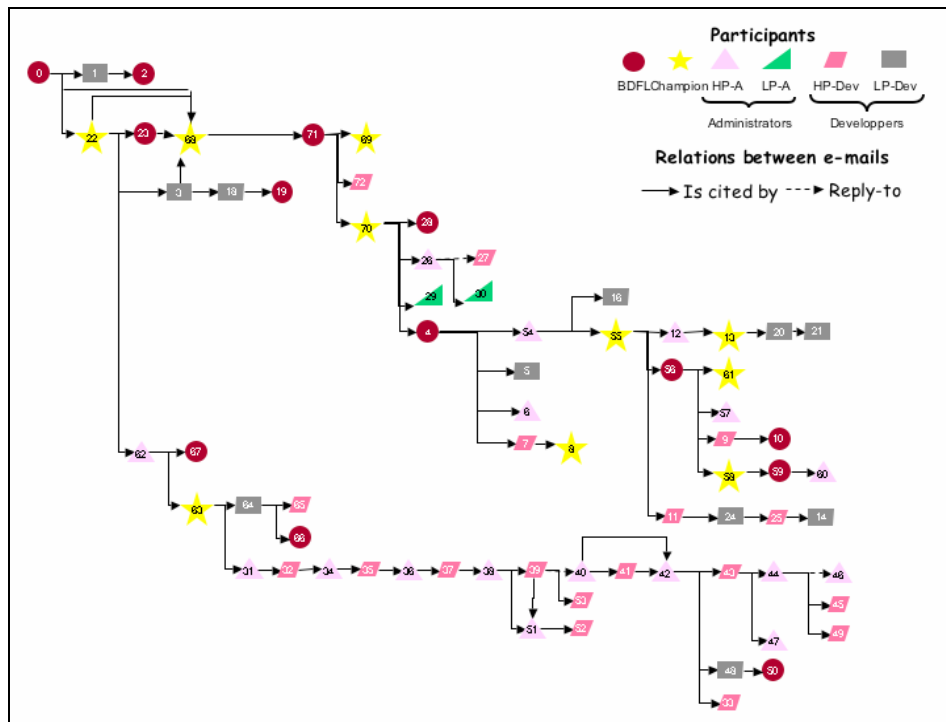 Participants
BDFL Champion HP-A LP-A HP-Dev LP-Dev
Administrators Developpers
Relations between e-mails
Is cited by Reply-to
0 1 2
22 23 68 71 69
3 18 19 72
70 28
26 27
29 30
16
4 54 55 12 13 20 21
5 56 61
6 57
7 8 9 10
62 67 58 59 60
63 64 65 11 24 25 14
66
31 32 34 35 36 37 38 39 40 41 42 43 44 46
53 45
51 52 49
47
48 50
33